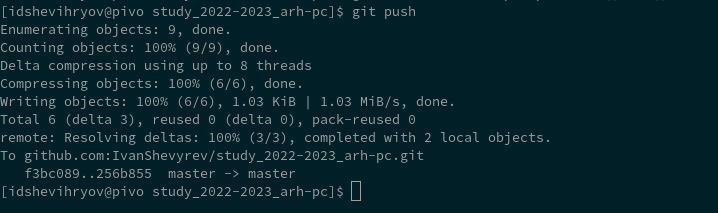 [idshevihryov@pivo study_2022-2023_arh-pc]$ git push
Enumerating objects: 9, done.
Counting objects: 100% (9/9), done.
Delta compression using up to 8 threads
Compressing objects: 100% (6/6), done.
Writing objects: 100% (6/6), 1.03 KiB | 1.03 MiB/s, done.
Total 6 (delta 3), reused 0 (delta 0), pack-reused 0
remote: Resolving deltas: 100% (3/3), completed with 2 local objects.
To github.com:IvanShevyrev/study_2022-2023_arh-pc.git
   f3bc089..256b855  master -> master
[idshevihryov@pivo study_2022-2023_arh-pc]$